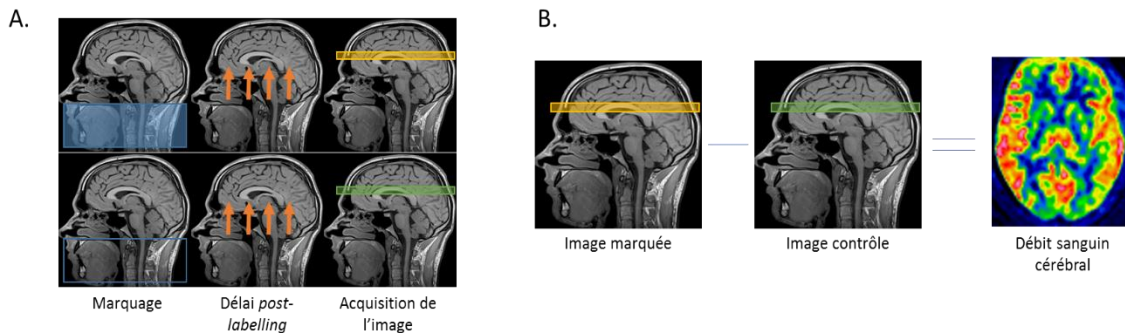 A.
B.
Marquage
Délai post-
labelling
Acquisition de
l'image
Image marquée
Image contrôle
Débit sanguin
cérébral